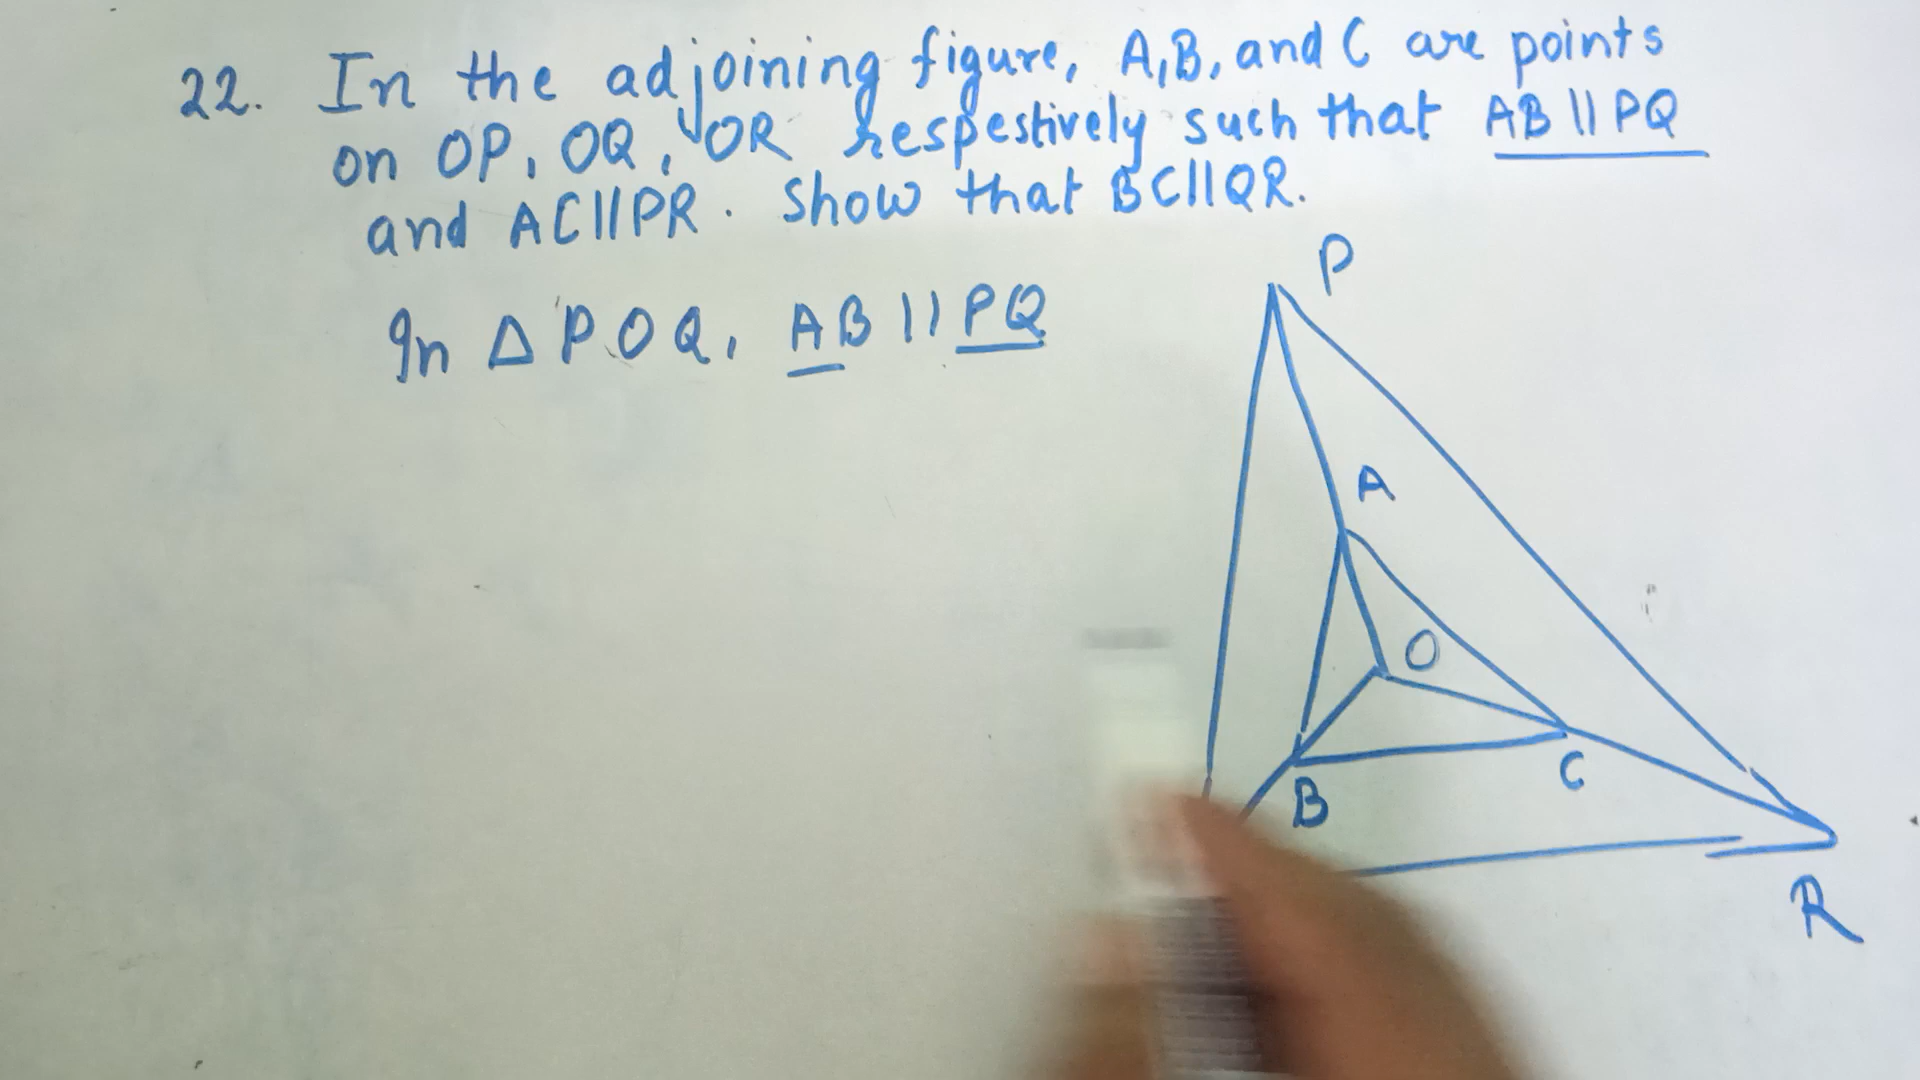 22. In the adjoining figure, A,B, and C are points
on OP, OQ, OR respestively such that AB || PQ
and AC||PR. Show that BC||QR.
In Δ POQ, AB || PQ
P
A
O
B
C
R